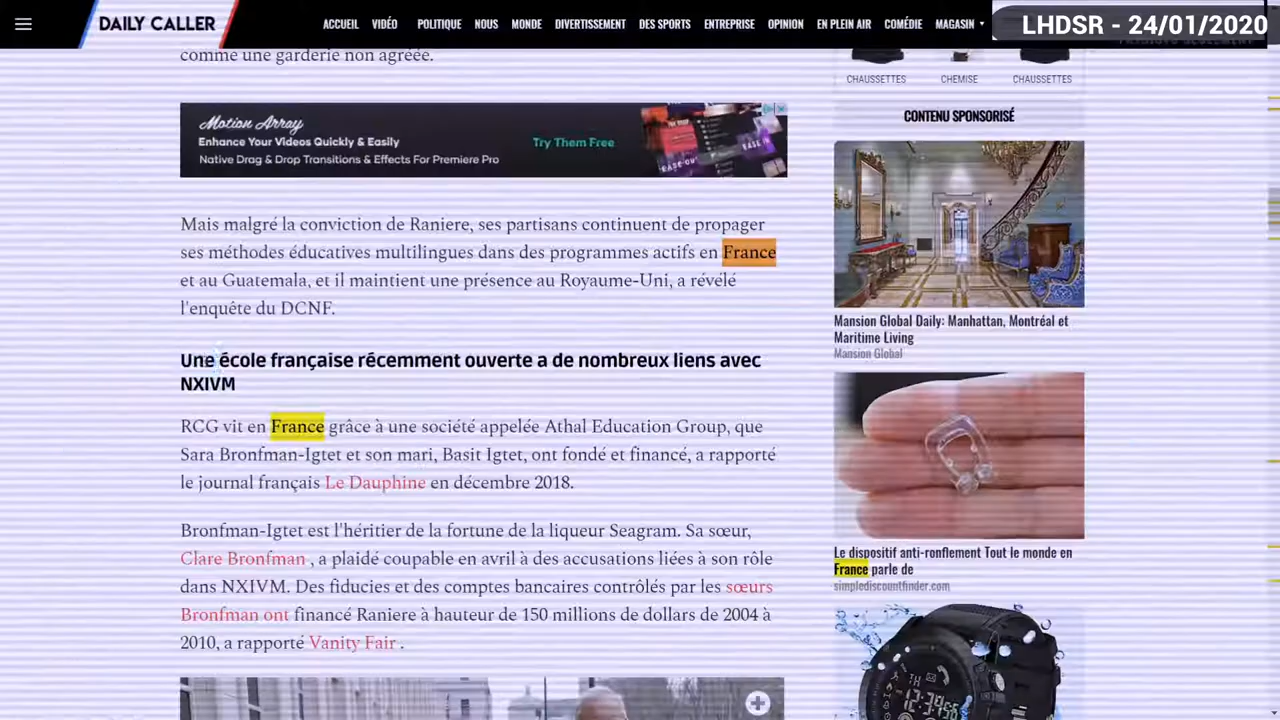 DAILY CALLER
ACCUEIL VIDÉO POLITIQUE NOUS MONDE DIVERTISSEMENT DES SPORTS ENTREPRISE OPINION EN PLEIN AIR COMÉDIE MAGASIN
LHDSR - 24/01/2020
comme une garderie non agréée.
CHAUSSETTES CHEMISE CHAUSSETTES
Motion Array
Enhance Your Videos Quickly & Easily
Native Drag & Drop Transitions & Effects For Premiere Pro
Try Them Free
EASE IN
EASE-OUT
CONTENU SPONSORISÉ
Mais malgré la conviction de Raniere, ses partisans continuent de propager
ses méthodes éducatives multilingues dans des programmes actifs en France
et au Guatemala, et il maintient une présence au Royaume-Uni, a révélé
l'enquête du DCNF.
Mansion Global Daily: Manhattan, Montréal et
Maritime Living
Mansion Global
Une école française récemment ouverte a de nombreux liens avec
NXIVM
RCG vit en France grâce à une société appelée Athal Education Group, que
Sara Bronfman-Igtet et son mari, Basit Igtet, ont fondé et financé, a rapporté
le journal français Le Dauphine en décembre 2018.
Bronfman-Igtet est l'héritier de la fortune de la liqueur Seagram. Sa sœur,
Clare Bronfman , a plaidé coupable en avril à des accusations liées à son rôle
dans NXIVM. Des fiducies et des comptes bancaires contrôlés par les sœurs
Bronfman ont financé Raniere à hauteur de 150 millions de dollars de 2004 à
2010, a rapporté Vanity Fair .
Le dispositif anti-ronflement Tout le monde en
France parle de
simplediscountfinder.com